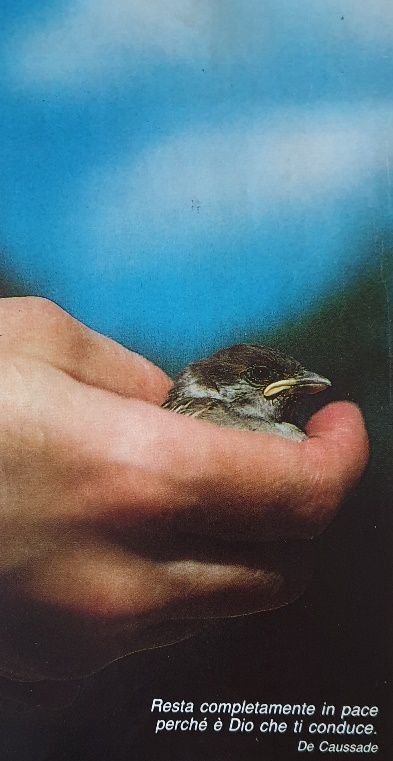 Resta completamente in pace
perché è Dio che ti conduce.
De Caussade